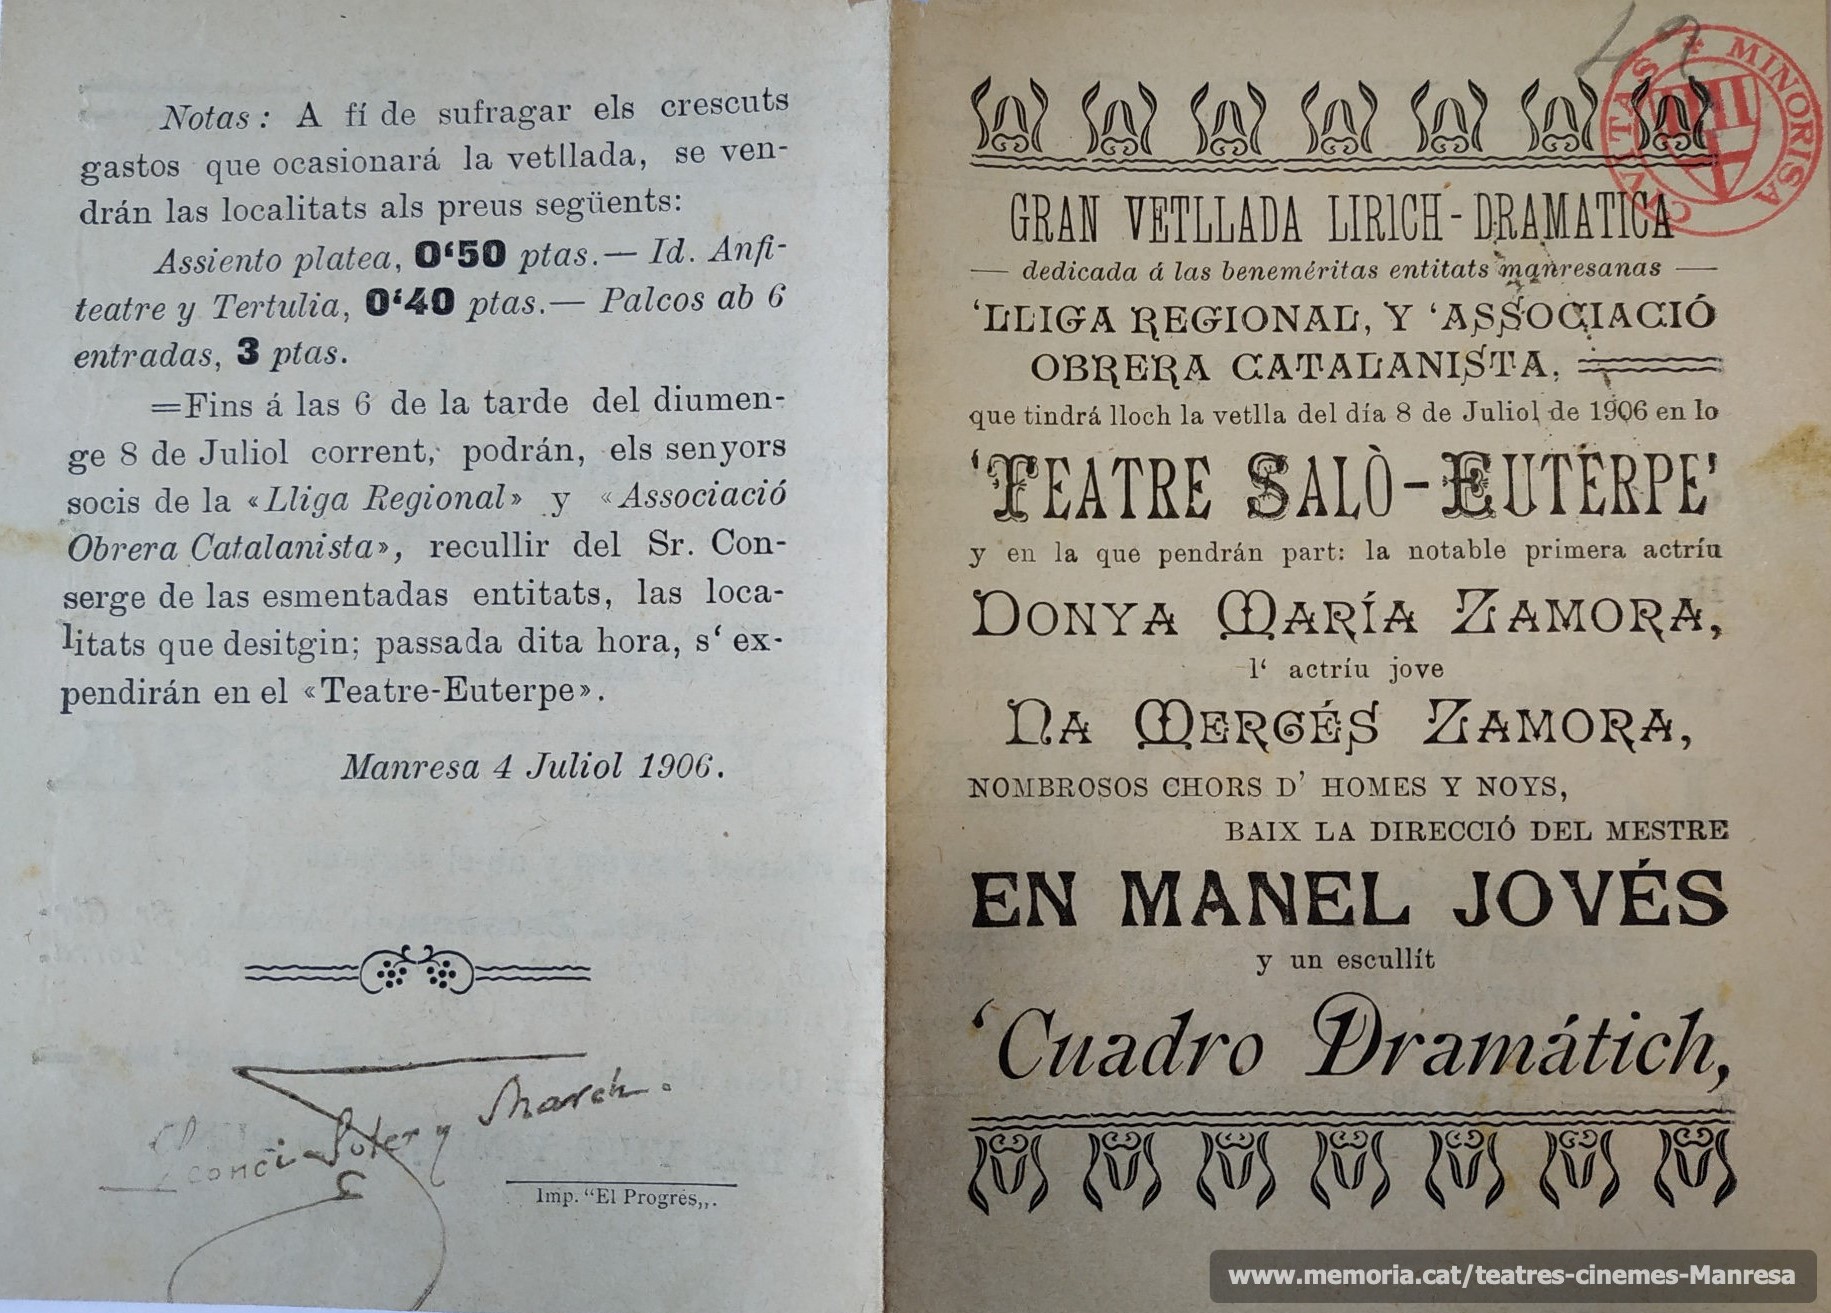 Notas: A fí de sufragar els crescuts
gastos que ocasionará la vetllada, se ven-
drán las localitats als preus següents:
Assiento platea, 0‘50 ptas.— Id. Anfi-
teatre y Tertulia, 0‘40 ptas.— Palcos ab 6
entradas, 3 ptas.
=Fins á las 6 de la tarde del diumen-
ge 8 de Juliol corrent, podrán, els senyors
socis de la «Lliga Regional» y «Associació
Obrera Catalanista», recullir del Sr. Con-
serge de las esmentadas entitats, las loca-
litats que desitgin; passada dita hora, s‘ ex-
pendirán en el «Teatre-Euterpe».
Manresa 4 Juliol 1906.
Leonci Soler y March.
Imp. “El Progrés„.
49
CIVITAS MINORISA
GRAN VETLLADA LIRICH-DRAMATICA
— dedicada á las beneméritas entitats manresanas —
‘LLIGA REGIONAL, Y ‘ASSOCIACIÓ
OBRERA CATALANISTA,
que tindrá lloch la vetlla del día 8 de Juliol de 1906 en lo
‘TEATRE SALÒ-EUTERPE’
y en la que pendrán part: la notable primera actríu
DONYA MARÍA ZAMORA,
l‘ actríu jove
NA MERCÉS ZAMORA,
NOMBROSOS CHORS D’ HOMES Y NOYS,
BAIX LA DIRECCIÓ DEL MESTRE
EN MANEL JOVÉS
y un escullít
‘Cuadro Dramátich,
www.memoria.cat/teatres-cinemes-Manresa